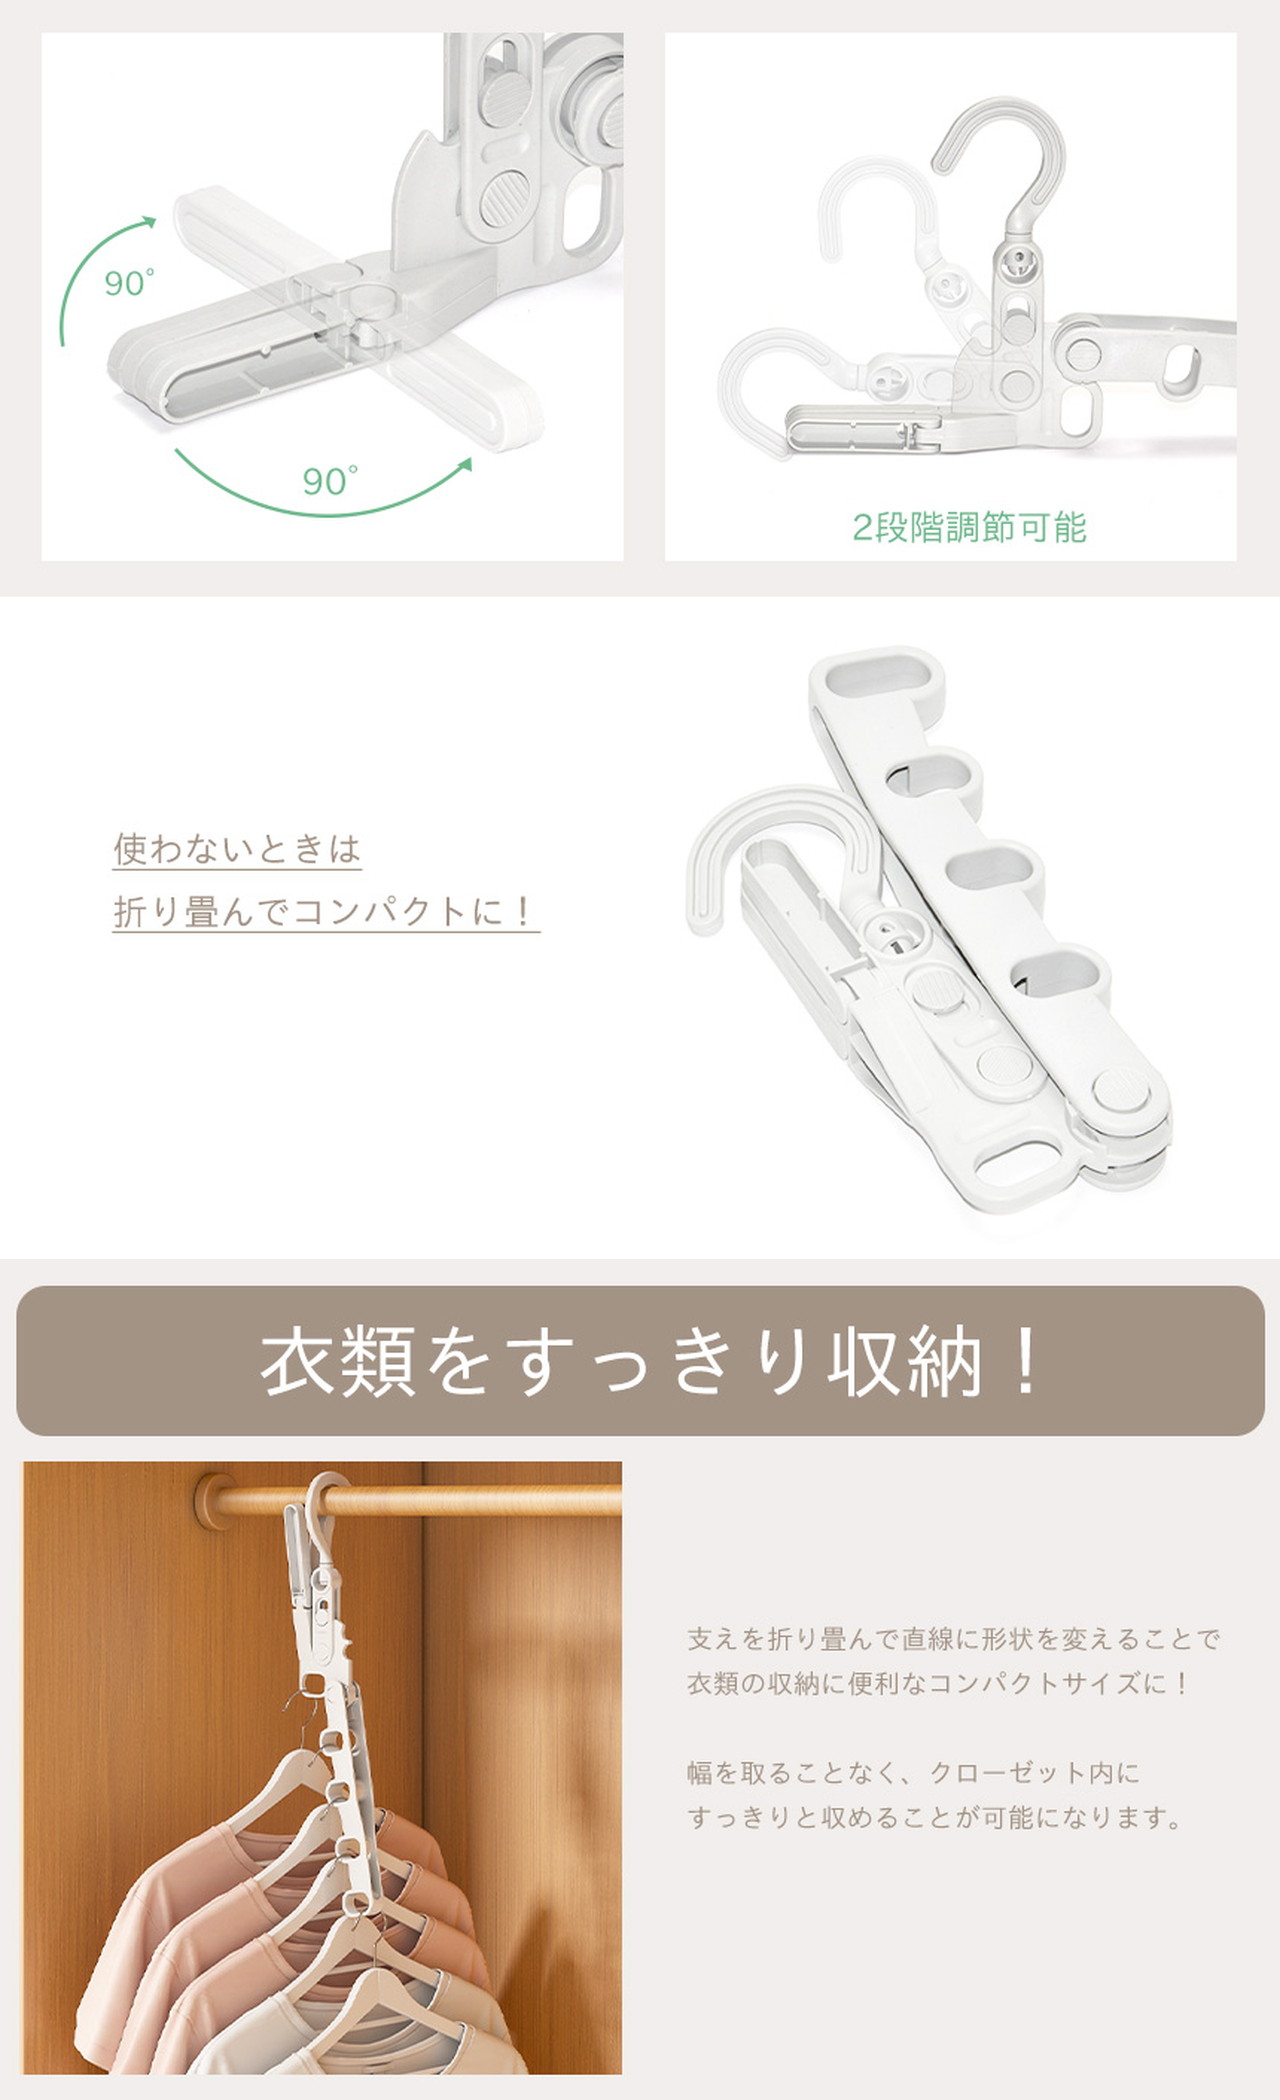 90°
90°
2段階調節可能
使わないときは
折り畳んでコンパクトに！
衣類をすっきり収納！
支えを折り畳んで直線に形状を変えることで
衣類の収納に便利なコンパクトサイズに！
幅を取ることなく、クローゼット内に
すっきりと収めることが可能になります。